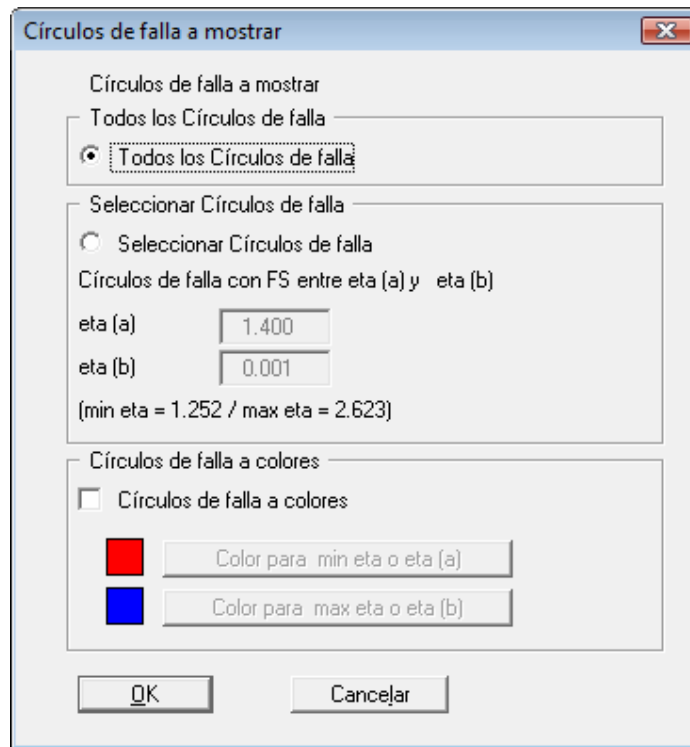 Círculos de falla a mostrar
Círculos de falla a mostrar
Todos los Círculos de falla
Todos los Círculos de falla
Seleccionar Círculos de falla
Seleccionar Círculos de falla
Círculos de falla con FS entre eta (a) y eta (b)
eta (a) 1.400
eta (b) 0.001
(min eta = 1.252 / max eta = 2.623)
Círculos de falla a colores
Círculos de falla a colores
Color para min eta o eta (a)
Color para max eta o eta (b)
OK Cancelar